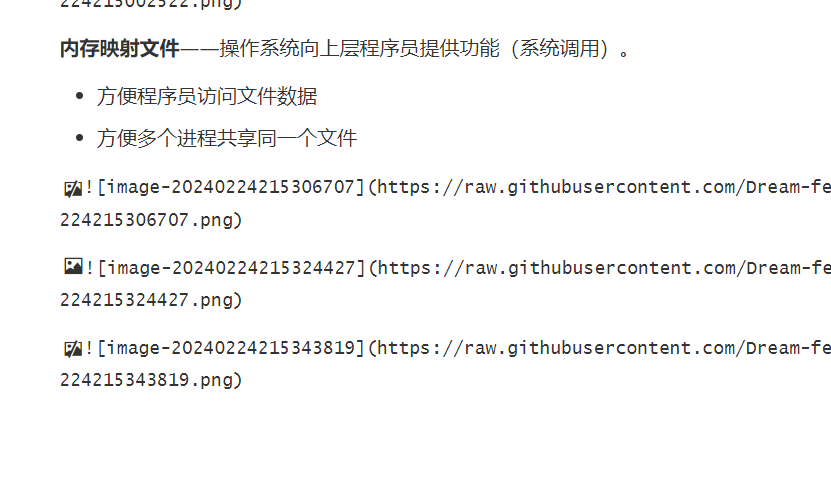 224215002522.png)
内存映射文件——操作系统向上层程序员提供功能（系统调用）。
• 方便程序员访问文件数据
• 方便多个进程共享同一个文件
![image-20240224215306707](https://raw.githubusercontent.com/Dream-fe
224215306707.png)
![image-20240224215324427](https://raw.githubusercontent.com/Dream-fe
224215324427.png)
![image-20240224215343819](https://raw.githubusercontent.com/Dream-fe
224215343819.png)